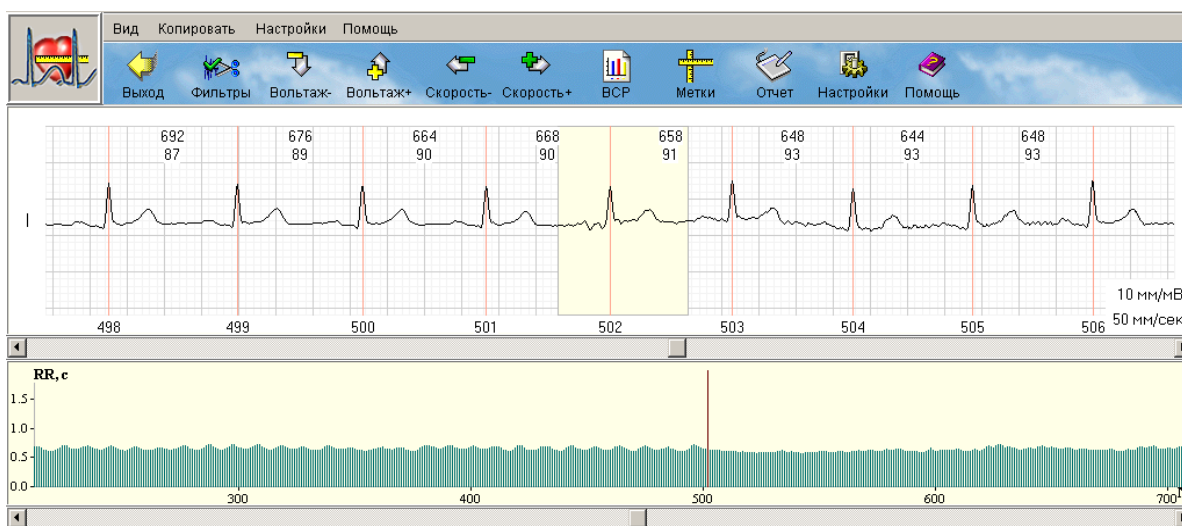 Вид Копировать Настройки Помощь
Выход Фильтры Вольтаж- Вольтаж+ Скорость- Скорость+ ВСР Метки Отчет Настройки Помощь
692 676 664 668 658 648 644 648
87 89 90 90 91 93 93 93
I
10 мм/мВ
498 499 500 501 502 503 504 505 506 50 мм/сек
RR, c
1.5
1.0
0.5
0.0
300 400 500 600 700